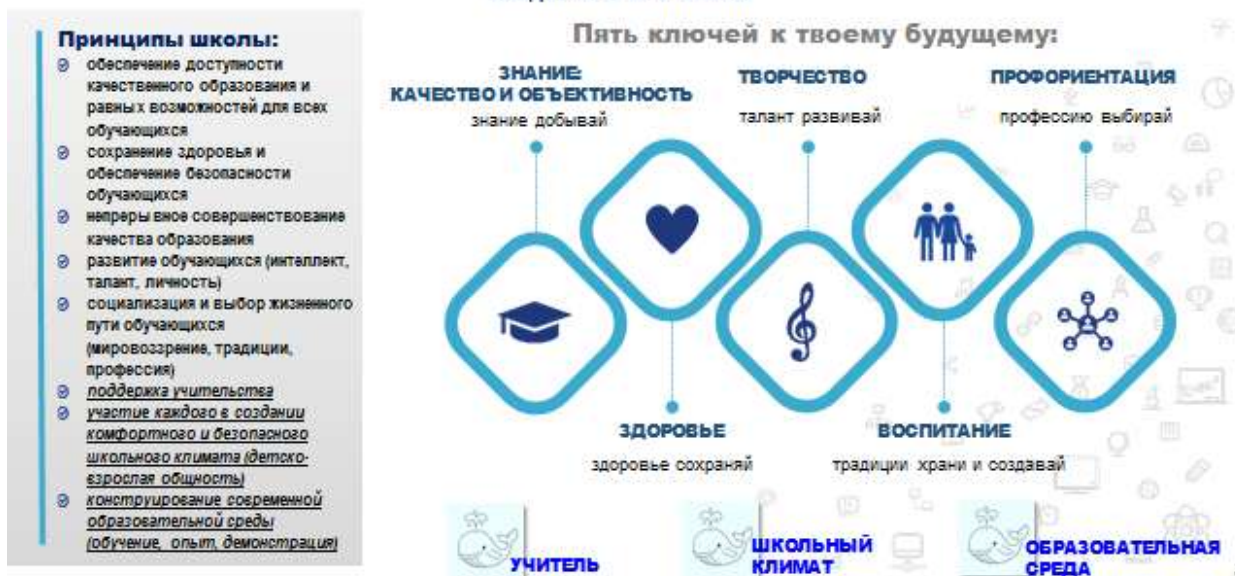 Принципы школы:
обеспечение доступности
качественного образования и
равных возможностей для всех
обучающихся
сохранение здоровья и
обеспечение безопасности
обучающихся
непрерывное совершенствование
качества образования
развитие обучающихся (интеллект,
талант, личность)
социализация и выбор жизненного
пути обучающихся
(мировоззрение, традиции,
профессия)
поддержка учительства
участие каждого в создании
комфортного и безопасного
школьного климата (детско-
взрослая общность)
конструирование современной
образовательной среды
(обучение, опыт, демонстрация)
Пять ключей к твоему будущему:
ЗНАНИЕ:
КАЧЕСТВО И ОБЪЕКТИВНОСТЬ
знание добывай
ТВОРЧЕСТВО
талант развивай
ПРОФОРИЕНТАЦИЯ
профессию выбирай
ЗДОРОВЬЕ
здоровье сохраняй
ВОСПИТАНИЕ
традиции храни и создавай
УЧИТЕЛЬ
ШКОЛЬНЫЙ
КЛИМАТ
ОБРАЗОВАТЕЛЬНАЯ
СРЕДА